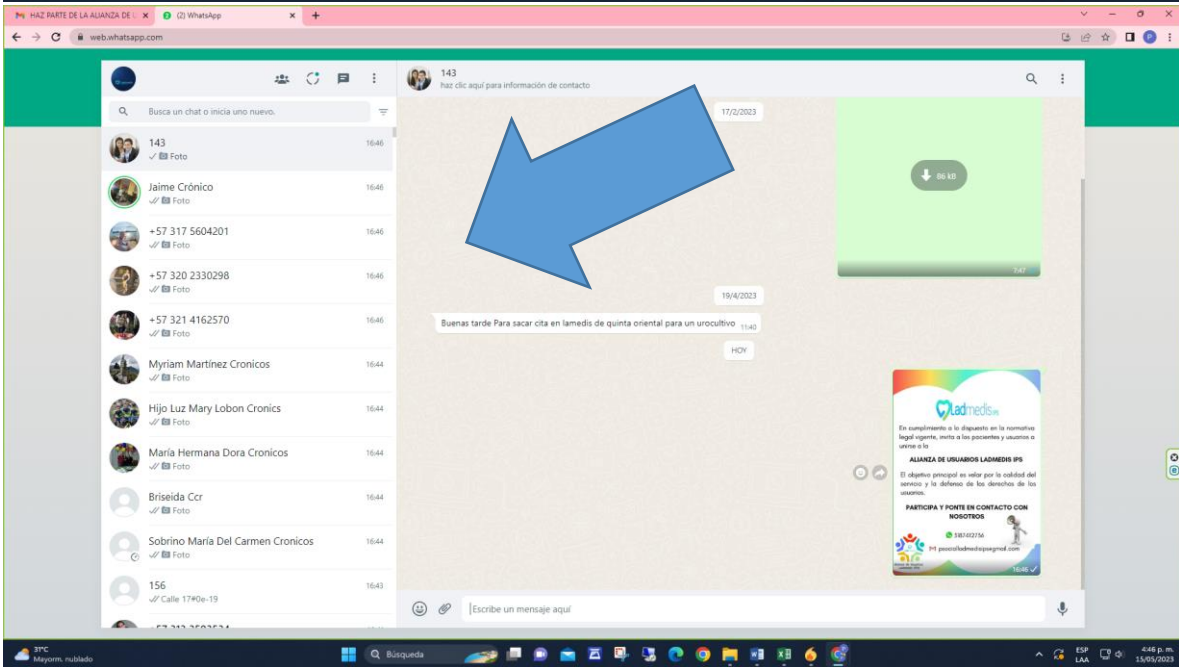 HAZ PARTE DE LA ALIANZA DE U
(2) WhatsApp
web.whatsapp.com
P
143
haz clic aquí para información de contacto
Busca un chat o inicia uno nuevo.
17/2/2023
143
16:46
Foto
86 kB
Jaime Crónico
16:46
Foto
+57 317 5604201
16:46
Foto
7:47
+57 320 2330298
16:46
Foto
19/4/2023
+57 321 4162570
16:46
Foto
Buenas tarde Para sacar cita en lamedis de quinta oriental para un urocultivo 11:40
HOY
Myriam Martínez Cronicos
16:44
Foto
Hijo Luz Mary Lobon Cronics
16:44
Foto
María Hermana Dora Cronicos
16:44
Foto
Briseida Ccr
16:44
Foto
Sobrino María Del Carmen Cronicos
16:44
Foto
156
16:43
Calle 17#0e-19
Ladmedis IPS
En cumplimiento a lo dispuesto en la normativa
legal vigente, invita a los pacientes y usuarios a
unirse a la
ALIANZA DE USUARIOS LADMEDIS IPS
El objetivo principal es velar por la calidad del
servicio y la defensa de los derechos de los
usuarios.
PARTICIPA Y PONTE EN CONTACTO CON
NOSOTROS
16:46
Escribe un mensaje aquí
31°C
Mayorm. nublado
Búsqueda
ESP
LAA
4:46 p. m.
15/05/2023